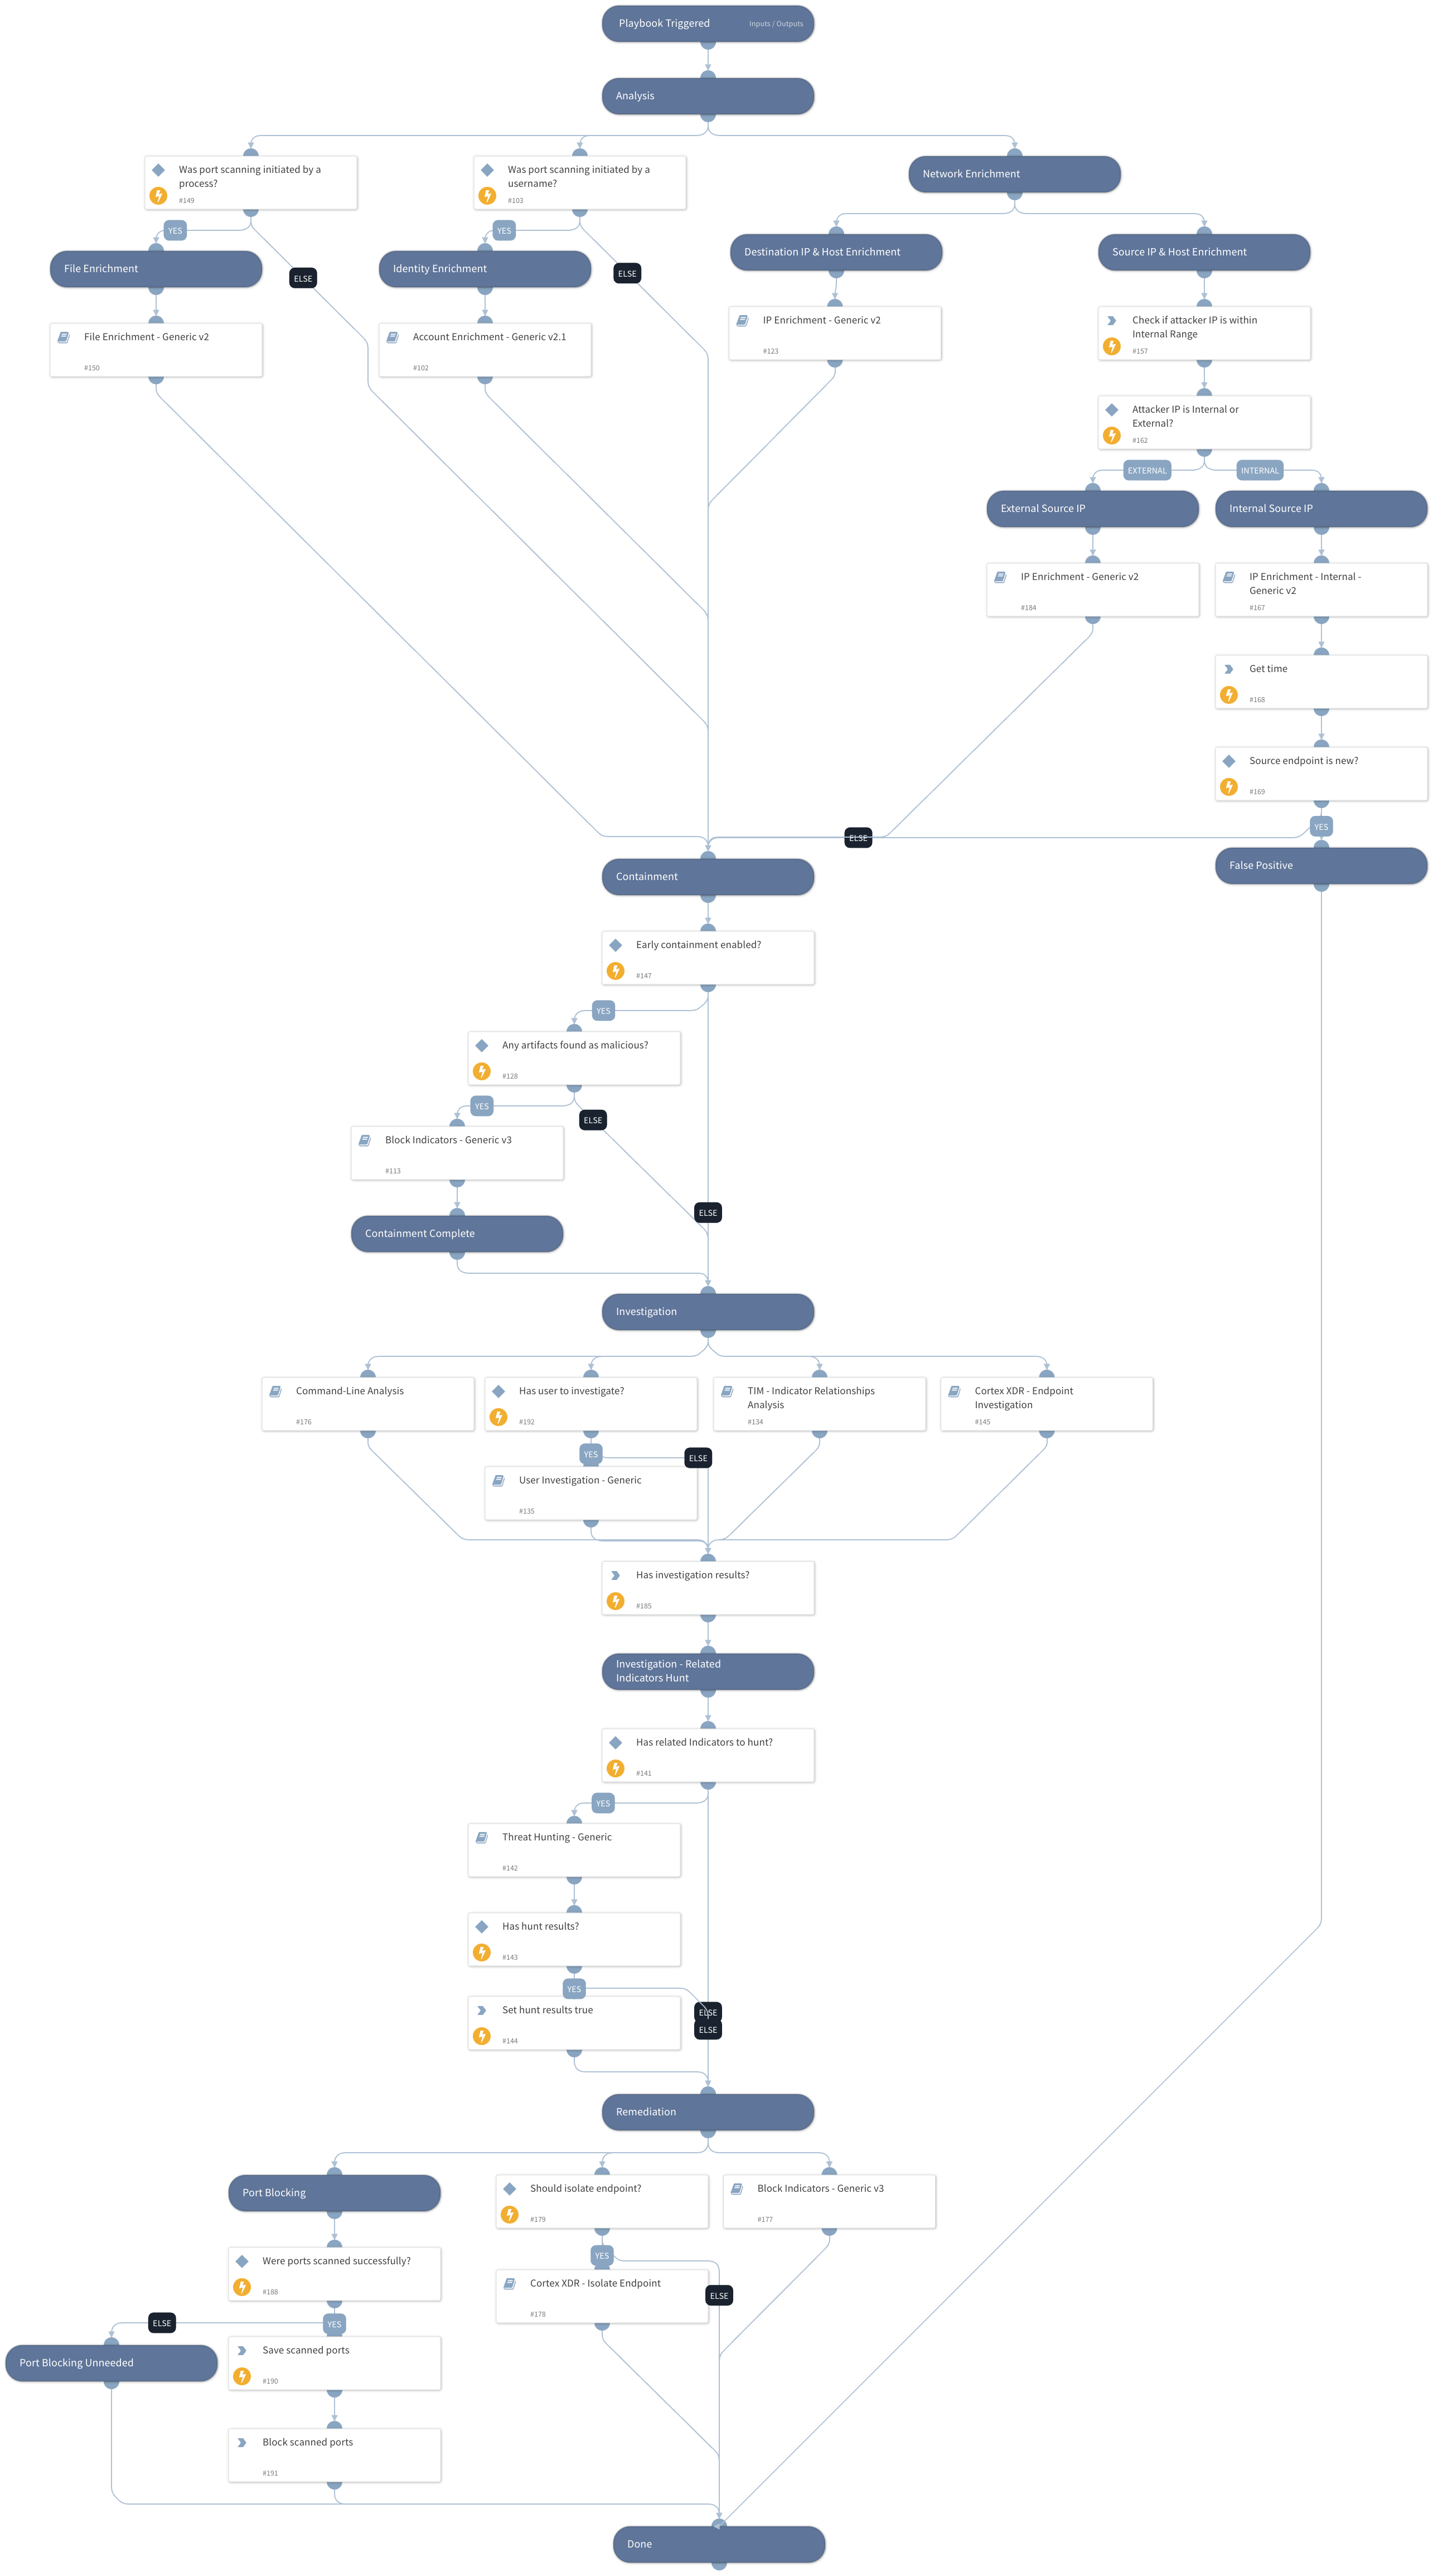 Playbook Triggered
Inputs / Outputs
Analysis
Was port scanning initiated by a
process?
#149
Was port scanning initiated by a
username?
#103
Network Enrichment
YES
YES
File Enrichment
ELSE
Identity Enrichment
ELSE
Destination IP & Host Enrichment
Source IP & Host Enrichment
File Enrichment - Generic v2
#150
Account Enrichment - Generic v2.1
#102
IP Enrichment - Generic v2
#123
Check if attacker IP is within
Internal Range
#157
Attacker IP is Internal or
External?
#162
EXTERNAL
INTERNAL
External Source IP
Internal Source IP
IP Enrichment - Generic v2
#184
IP Enrichment - Internal -
Generic v2
#167
Get time
#168
Source endpoint is new?
#169
ELSE
YES
False Positive
Containment
Early containment enabled?
#147
YES
Any artifacts found as malicious?
#128
YES
ELSE
Block Indicators - Generic v3
#113
ELSE
Containment Complete
Investigation
Command-Line Analysis
#176
Has user to investigate?
#192
TIM - Indicator Relationships
Analysis
#134
Cortex XDR - Endpoint
Investigation
#145
YES
ELSE
User Investigation - Generic
#135
Has investigation results?
#185
Investigation - Related
Indicators Hunt
Has related Indicators to hunt?
#141
YES
Threat Hunting - Generic
#142
Has hunt results?
#143
YES
ELSE
Set hunt results true
#144
ELSE
Remediation
Port Blocking
Should isolate endpoint?
#179
Block Indicators - Generic v3
#177
Were ports scanned successfully?
#188
YES
Cortex XDR - Isolate Endpoint
#178
ELSE
ELSE
YES
Port Blocking Unneeded
Save scanned ports
#190
Block scanned ports
#191
Done